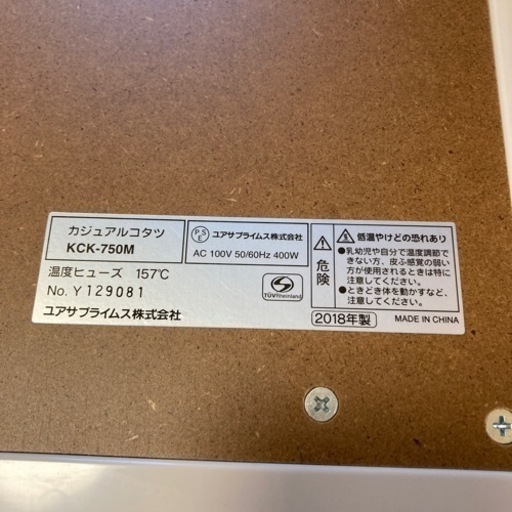 カジュアルコタツ
KCK-750M
温度ヒューズ 157℃
No. Y 129081
ユアサプライムス株式会社
PSE
ユアサプライムス株式会社
AC 100V 50/60Hz 400W
TÜVRheinland
危険
低温やけどの恐れあり
●乳幼児や自分で温度調節で
きない方、皮ふ感覚の弱い
方が使用されるときは特に
注意してください。
●ときどき体を動かすなど、
注意してください。
2018年製
MADE IN CHINA